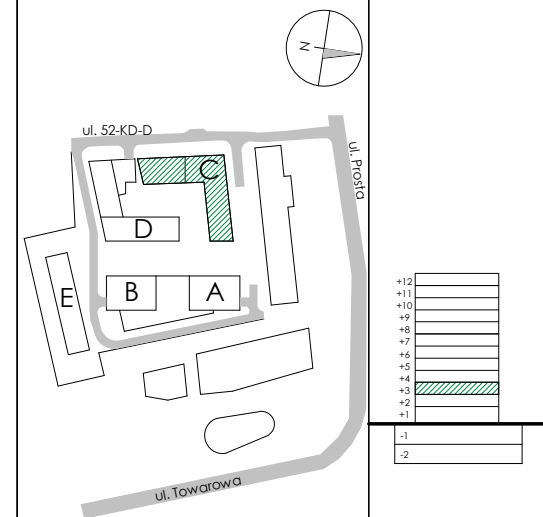 N
ul. 52-KD-D
ul. Prosta
C
D
E
B
A
ul. Towarowa
+12
+11
+10
+9
+8
+7
+6
+5
+4
+3
+2
+1
-1
-2